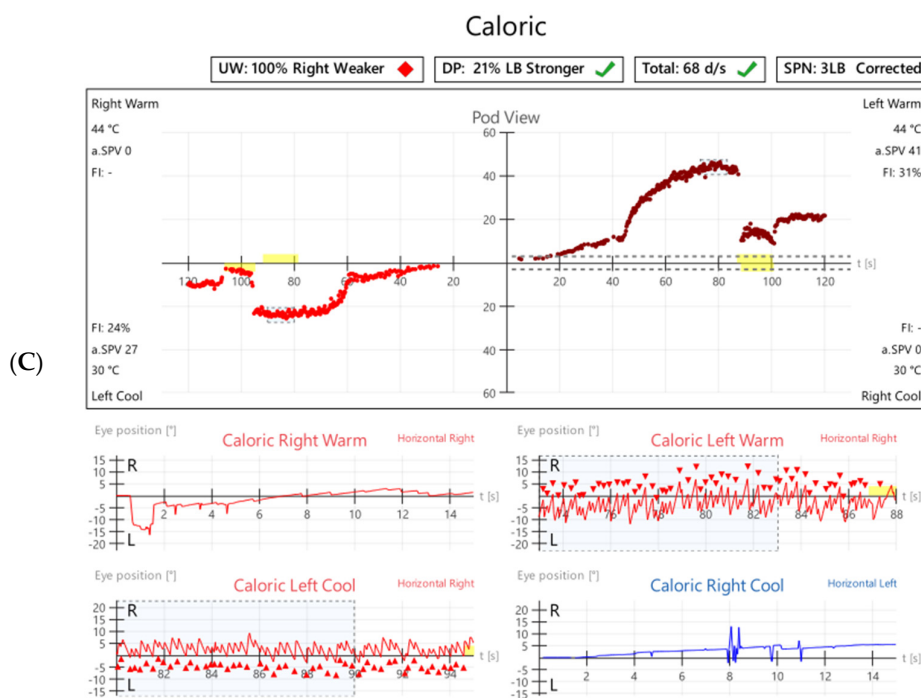 Caloric
UW: 100% Right Weaker
DP: 21% LB Stronger
Total: 68 d/s
SPN: 3LB Corrected
(C)
Right Warm
44 °C
a.SPV 0
FI: -
Pod View
Left Warm
44 °C
a.SPV 41
FI: 31%
60
40
20
120 100 80 60 40 20
20 40 60 80 100 120
t [s]
20
40
60
FI: 24%
a.SPV 27
30 °C
Left Cool
FI: -
a.SPV 0
30 °C
Right Cool
Eye position [°]
Caloric Right Warm
Horizontal Right
15
10
5
-5
-10
-15
-20
R
L
2 4 6 8 10 12 14
t [s]
Eye position [°]
Caloric Left Warm
Horizontal Right
15
10
5
-5
-10
-15
-20
R
L
74 76 78 80 82 84 86 88
t [s]
Eye position [°]
Caloric Left Cool
Horizontal Right
20
15
10
5
-5
-10
-15
R
L
82 84 86 88 90 92 94
t [s]
Eye position [°]
Caloric Right Cool
Horizontal Left
20
15
10
5
-5
-10
-15
R
L
2 4 6 8 10 12 14
t [s]